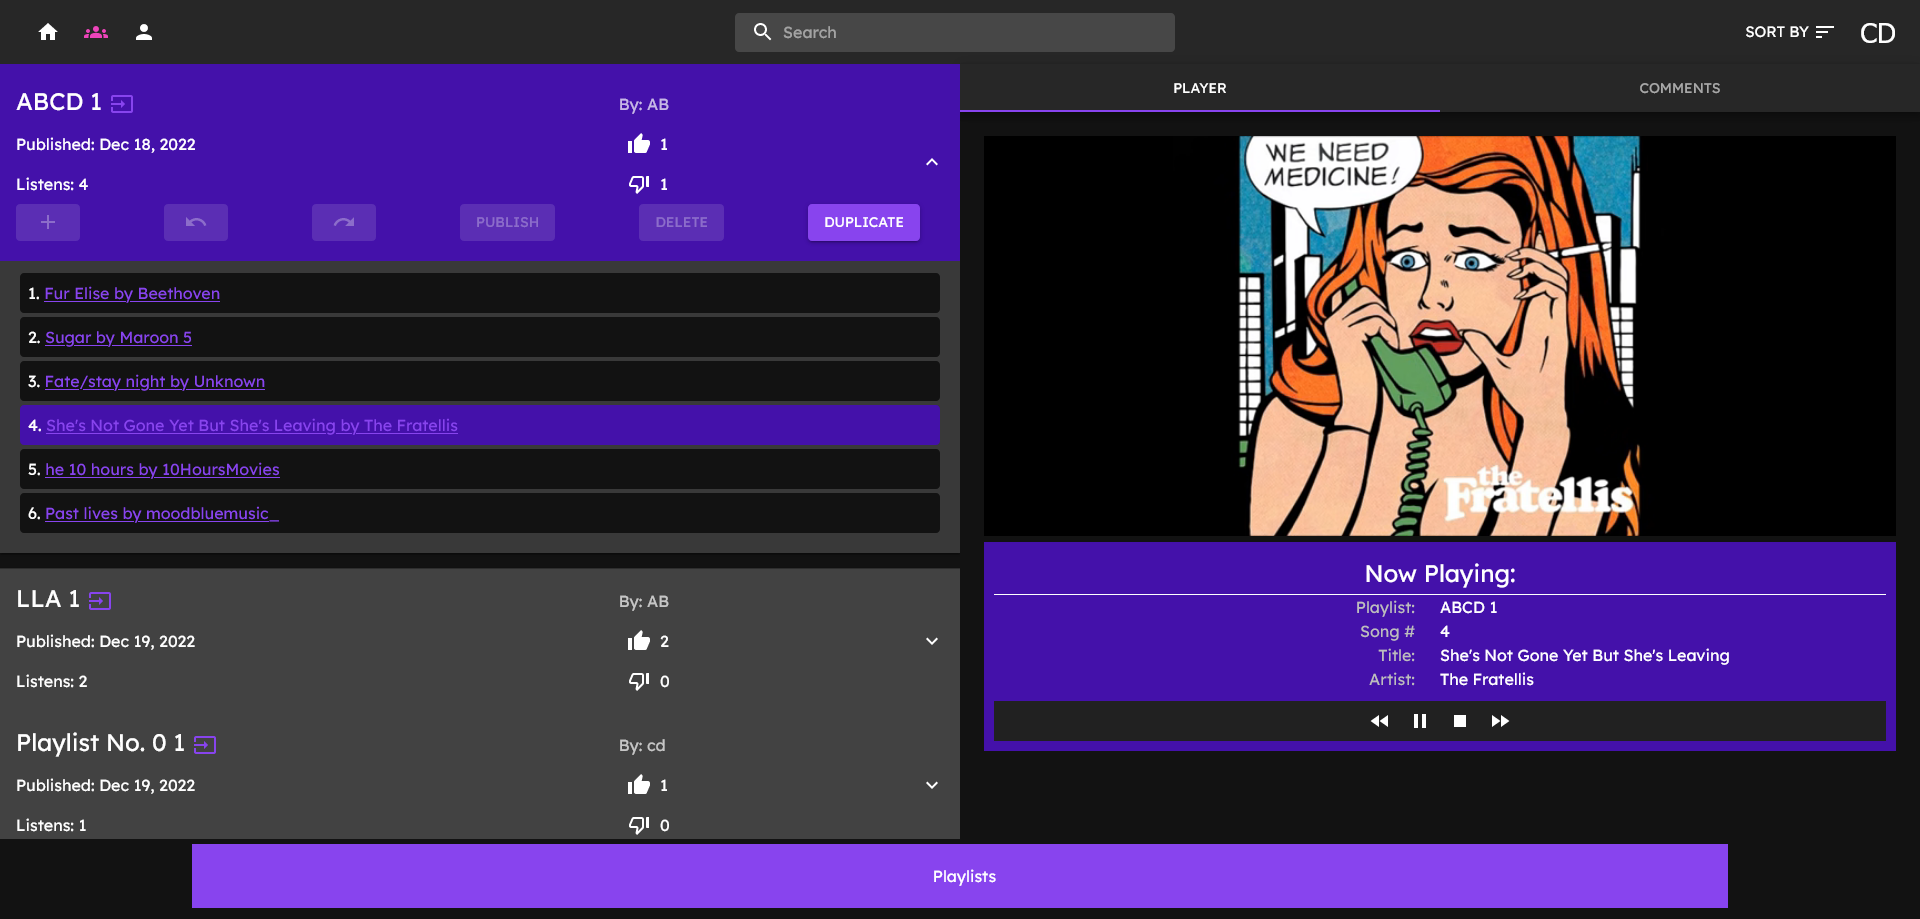 Search
SORT BY
CD
ABCD 1
By: AB
Published: Dec 18, 2022
1
Listens: 4
1
PUBLISH
DELETE
DUPLICATE
1. Fur Elise by Beethoven
2. Sugar by Maroon 5
3. Fate/stay night by Unknown
4. She's Not Gone Yet But She's Leaving by The Fratellis
5. he 10 hours by 10HoursMovies
6. Past lives by moodbluemusic_
LLA 1
By: AB
Published: Dec 19, 2022
2
Listens: 2
0
Playlist No. 0 1
By: cd
Published: Dec 19, 2022
1
Listens: 1
0
PLAYER
COMMENTS
WE NEED
MEDICINE!
the
Fratellis
Now Playing:
Playlist: ABCD 1
Song # 4
Title: She's Not Gone Yet But She's Leaving
Artist: The Fratellis
Playlists